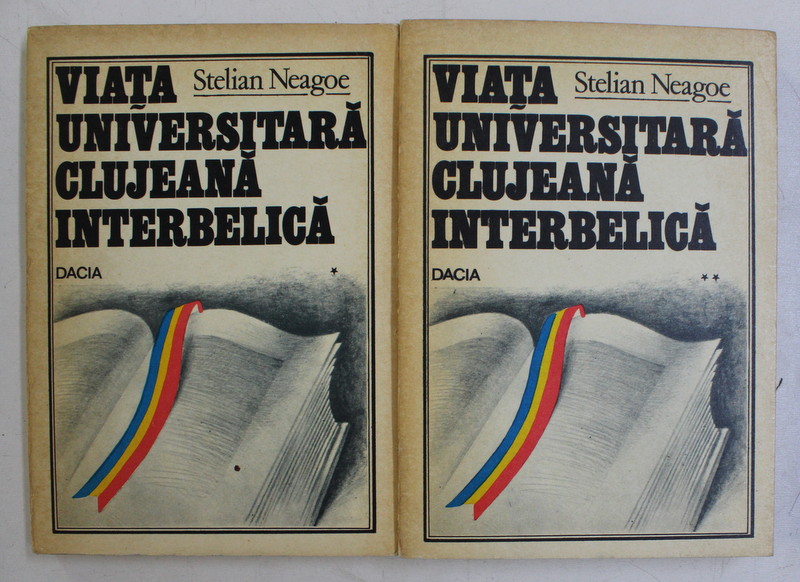 VIAȚA Stelian Neagoe
UNIVERSITARĂ
CLUJEANĂ
INTERBELICĂ
DACIA *
VIAȚA Stelian Neagoe
UNIVERSITARĂ
CLUJEANĂ
INTERBELICĂ
DACIA **